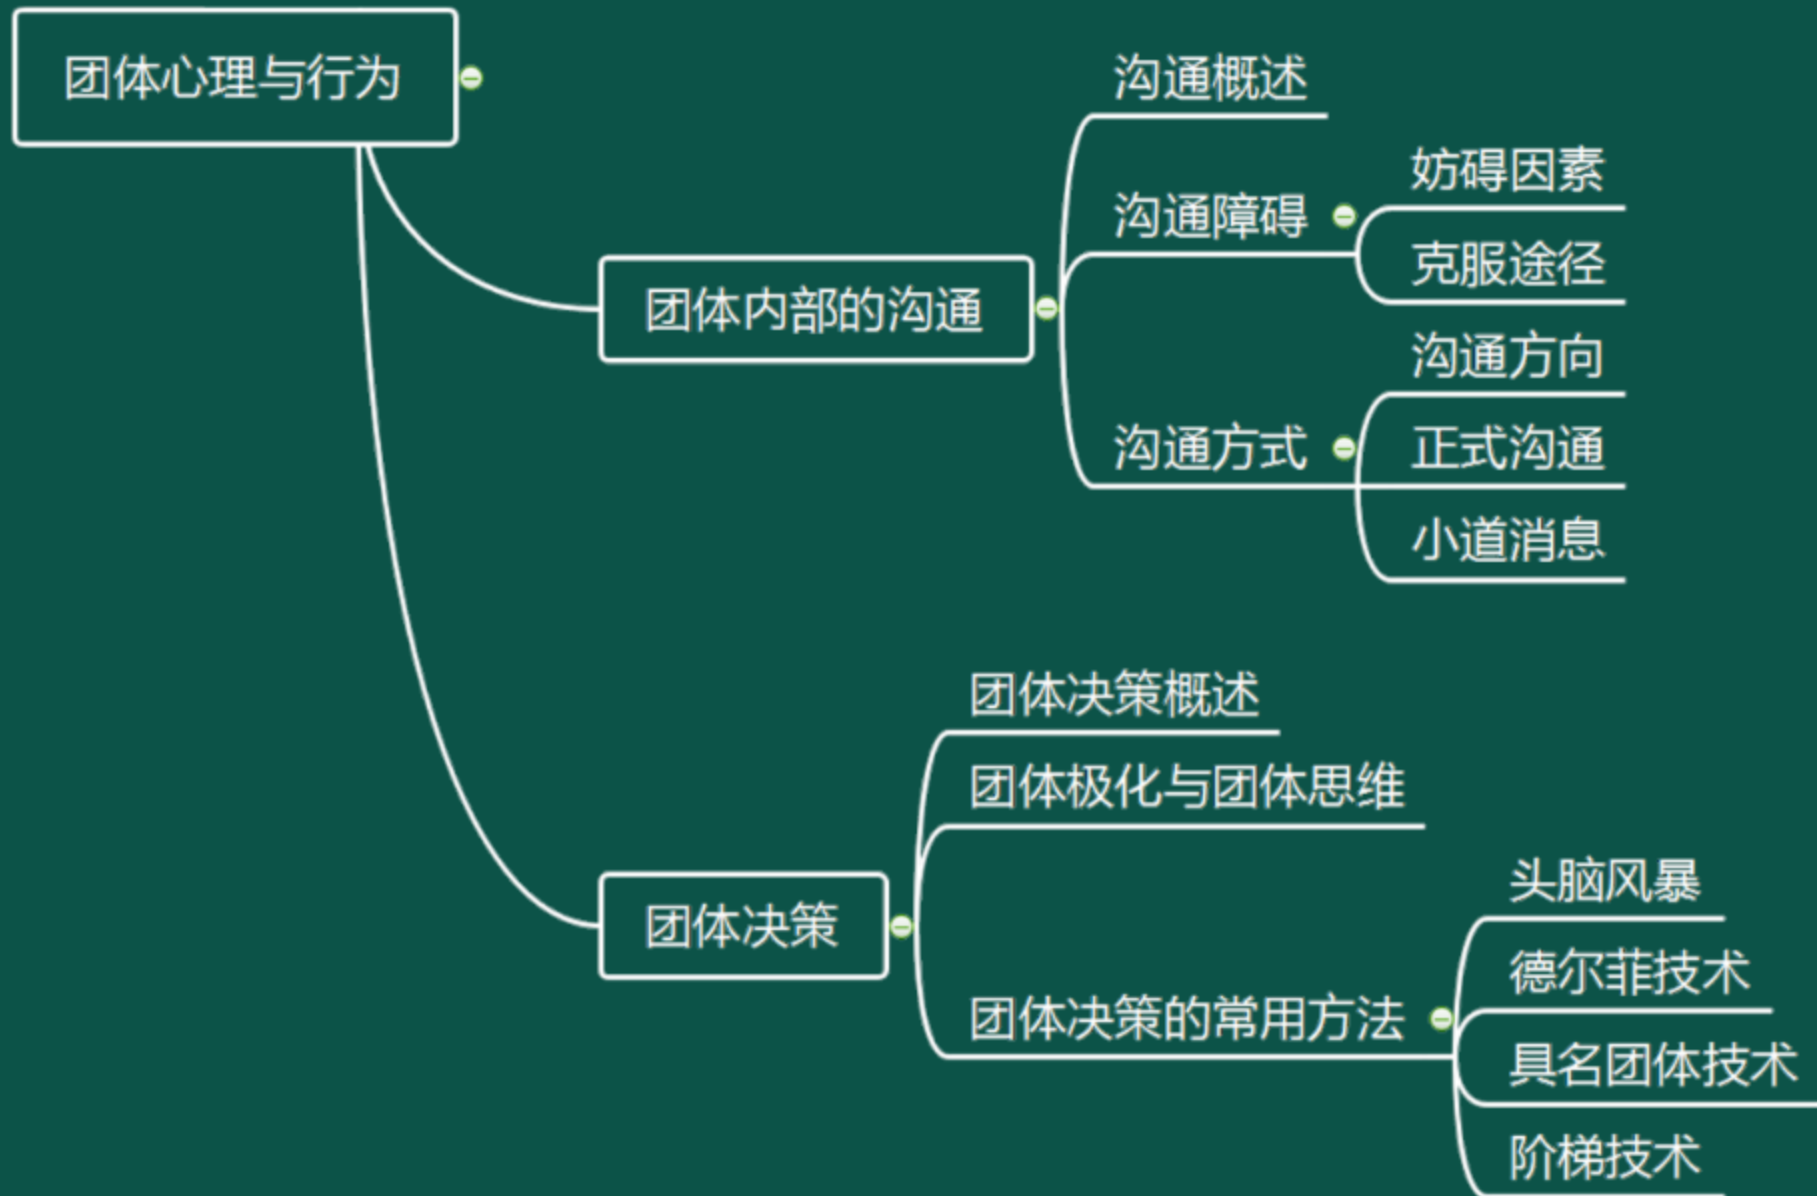 团体心理与行为
团体内部的沟通
沟通概述
沟通障碍
妨碍因素
克服途径
沟通方式
沟通方向
正式沟通
小道消息
团体决策
团体决策概述
团体极化与团体思维
团体决策的常用方法
头脑风暴
德尔菲技术
具名团体技术
阶梯技术